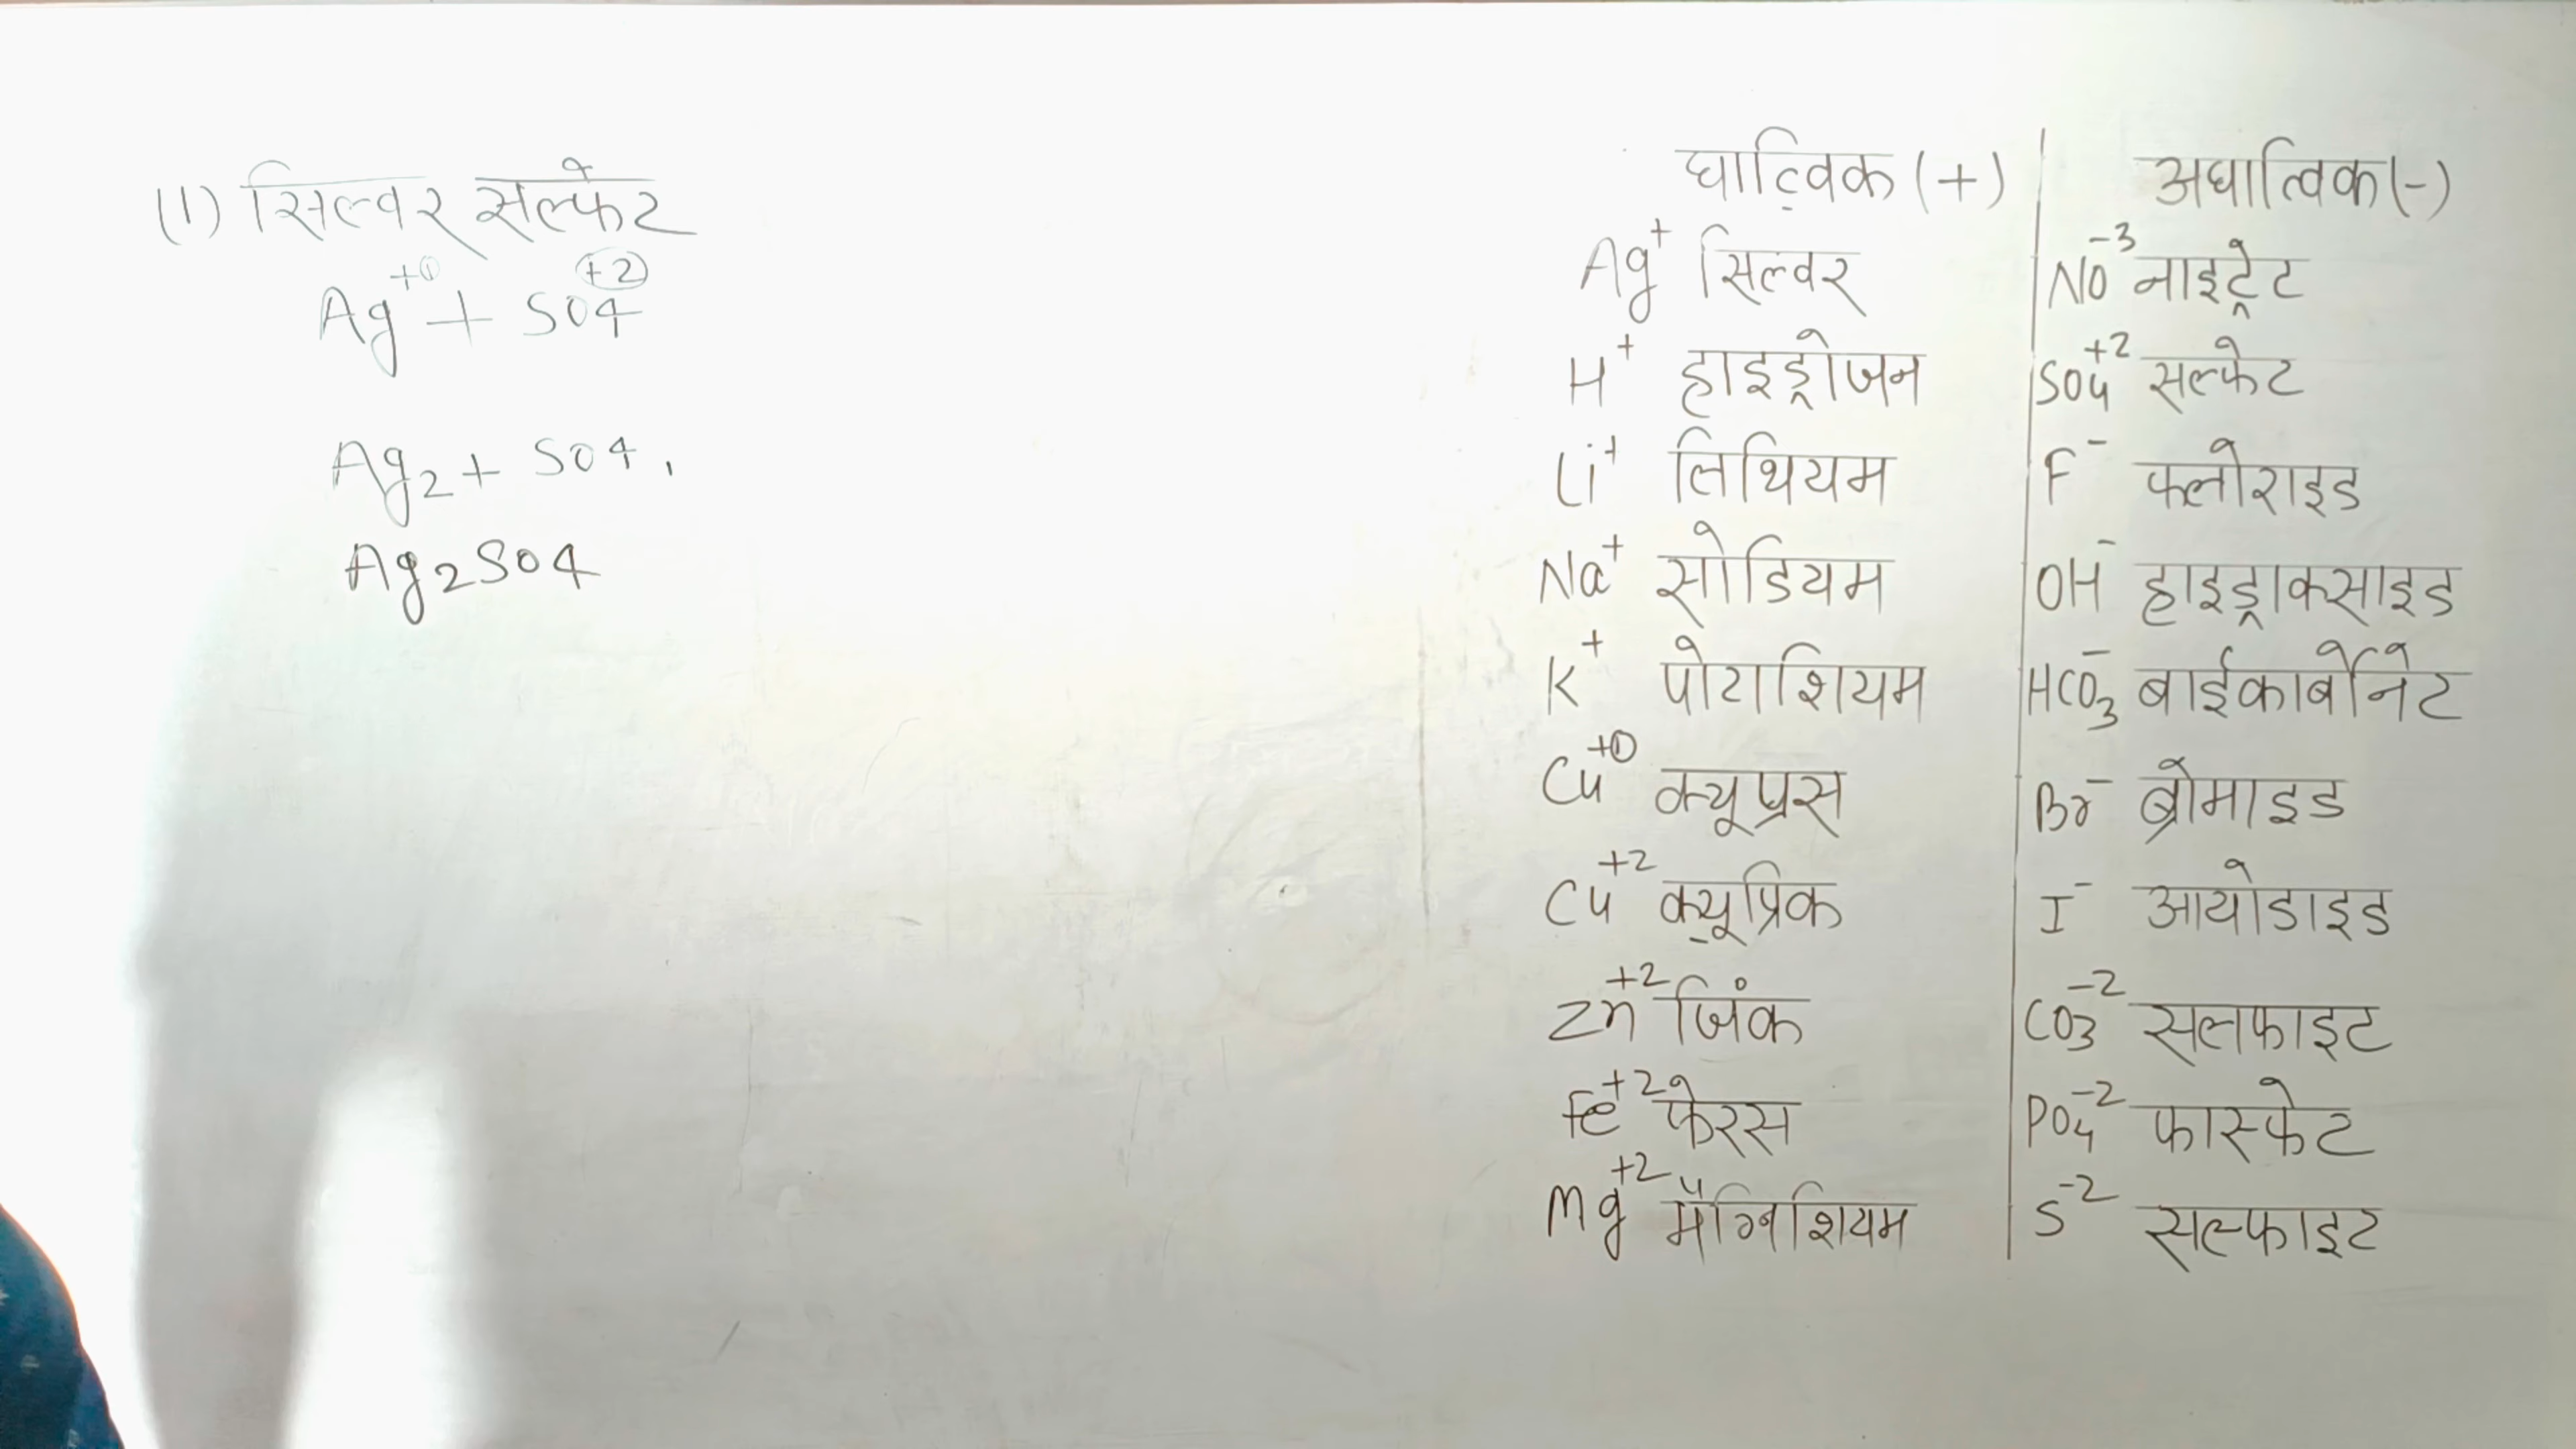 (1) सिल्वर सल्फेट
Ag+① + SO4+2
Ag2 + SO4,
Ag2SO4
घात्विक (+)
Ag+ सिल्वर
H+ हाइड्रोजन
Li+ लिथियम
Na+ सोडियम
K+ पोटाशियम
Cu+① क्यूप्रस
Cu+2 क्यूप्रिक
Zn+2 जिंक
Fe+2 फेरस
Mg+2 मैग्निशियम
अघात्विक (-)
NO-3 नाइट्रेट
SO4+2 सल्फेट
F- फ्लोराइड
OH- हाइड्राक्साइड
HCO3- बाईकार्बोनेट
Br- ब्रोमाइड
I- आयोडाइड
CO3-2 सलफाइट
PO4-2 फास्फेट
S-2 सल्फाइट